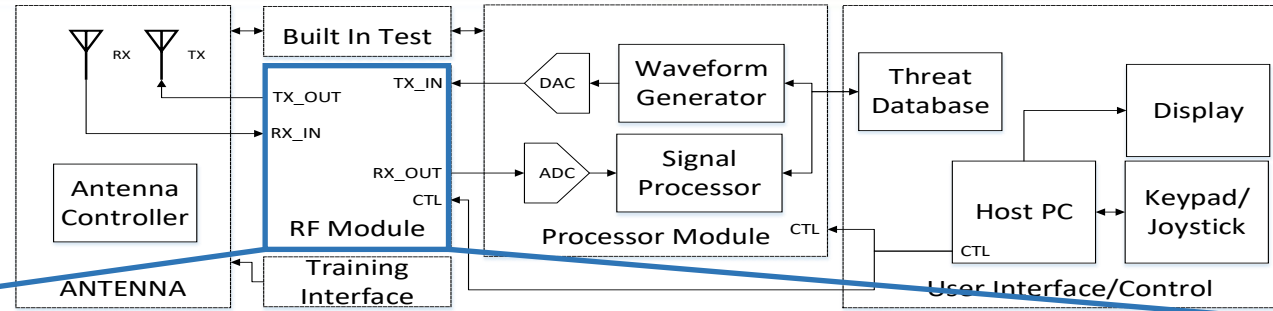 RX
TX
Antenna
Controller
ANTENNA
Built In Test
TX_IN
TX_OUT
RX_IN
RX_OUT
CTL
RF Module
Training
Interface
DAC
Waveform
Generator
ADC
Signal
Processor
CTL
Processor Module
Threat
Database
Display
Host PC
CTL
Keypad/
Joystick
User Interface/Control